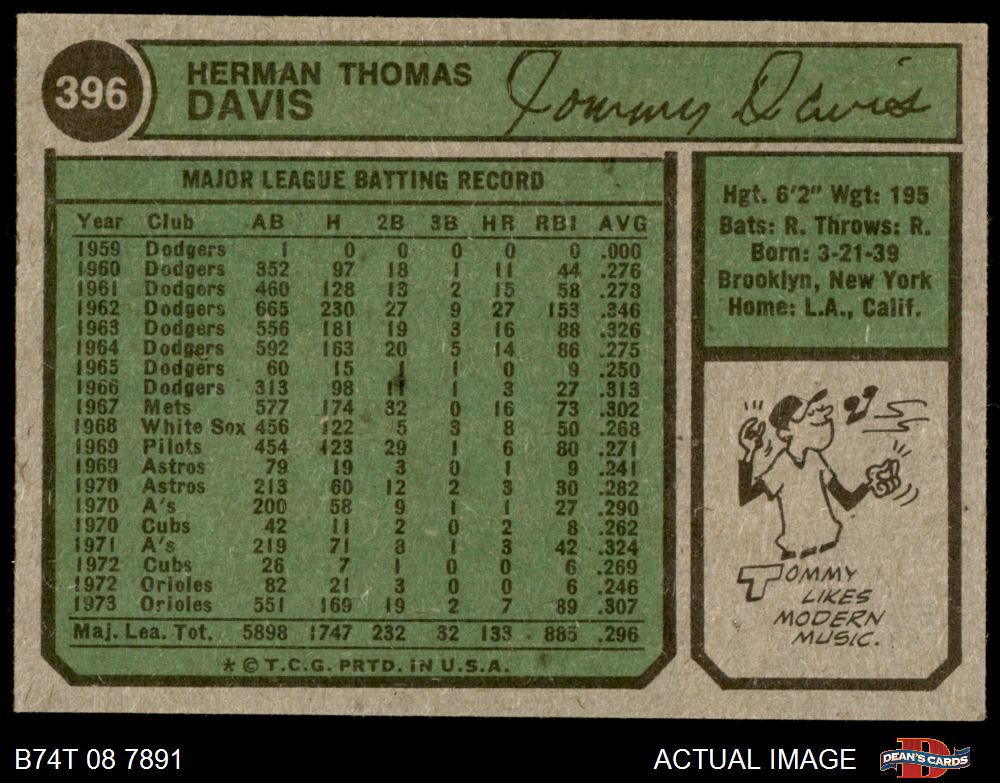 396
HERMAN THOMAS
DAVIS
Tommy Davis
MAJOR LEAGUE BATTING RECORD
Year Club AB H 2B 3B HR RBI AVG
1959 Dodgers 1 0 0 0 0 0 .000
1960 Dodgers 352 97 18 1 11 44 .276
1961 Dodgers 460 128 13 2 15 58 .278
1962 Dodgers 665 230 27 9 27 153 .346
1963 Dodgers 556 181 19 3 16 88 .326
1964 Dodgers 592 163 20 5 14 86 .275
1965 Dodgers 60 15 1 1 0 9 .250
1966 Dodgers 313 98 11 1 3 27 .313
1967 Mets 577 174 32 0 16 73 .302
1968 White Sox 456 122 5 3 8 50 .268
1969 Pilots 454 123 29 1 6 80 .271
1969 Astros 79 19 3 0 1 9 .241
1970 Astros 213 60 12 2 3 30 .282
1970 A's 200 58 9 1 1 27 .290
1970 Cubs 42 11 2 0 2 8 .262
1971 A's 219 71 8 1 3 42 .324
1972 Cubs 26 7 1 0 0 6 .269
1972 Orioles 82 21 3 0 0 6 .246
1973 Orioles 551 169 19 2 7 89 .307
Maj. Lea. Tot. 5898 1747 232 32 133 885 .296
* © T.C.G. PRTD. IN U.S.A.
Hgt. 6'2" Wgt: 195
Bats: R. Throws: R.
Born: 3-21-39
Brooklyn, New York
Home: L.A., Calif.
TOMMY
LIKES
MODERN
MUSIC.
B74T 08 7891
ACTUAL IMAGE
DEAN'S CARDS